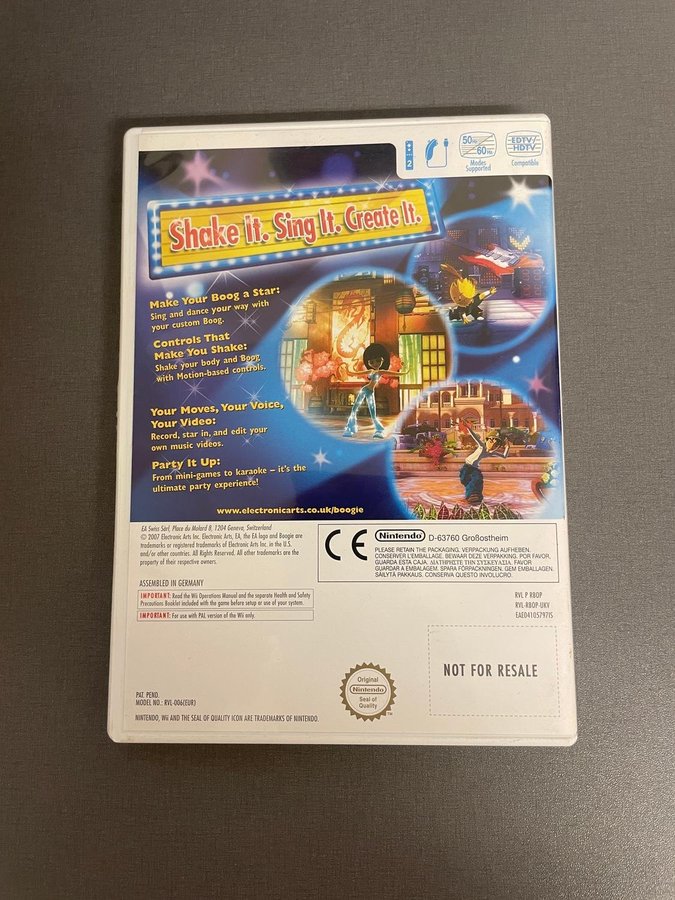 2
50Hz
60Hz
Modes
Supported
EDTV/
HDTV
Compatible
Shake It. Sing It. Create It.
Make Your Boog a Star:
Sing and dance your way with
your custom Boog.
Controls That
Make You Shake:
Shake your body and Boog
with Motion-based controls.
Your Moves, Your Voice,
Your Video:
Record, star in, and edit your
own music videos.
Party It Up:
From mini-games to karaoke – it's the
ultimate party experience!
www.electronicarts.co.uk/boogie
EA Swiss Sàrl, Place du Molard 8, 1204 Geneva, Switzerland
© 2007 Electronic Arts Inc. Electronic Arts, EA, the EA logo and Boogie are
trademarks or registered trademarks of Electronic Arts Inc. in the U.S.
and/or other countries. All Rights Reserved. All other trademarks are the
property of their respective owners.
CE
Nintendo D-63760 Großostheim
PLEASE RETAIN THE PACKAGING. VERPACKUNG AUFHEBEN.
CONSERVER L'EMBALLAGE. BEWAAR DEZE VERPAKKING. POR FAVOR,
GUARDA ESTA CAJA. ΔΙΑΤΗΡΗΣΤΕ ΤΗΝ ΣΥΣΚΕΥΑΣΙΑ. FAVOR
GUARDAR A EMBALAGEM. SPARA FÖRPACKNINGEN. GEM EMBALLAGEN.
SÄILYTÄ PAKKAUS. CONSERVA QUESTO INVOLUCRO.
ASSEMBLED IN GERMANY
IMPORTANT: Read the Wii Operations Manual and the separate Health and Safety
Precautions Booklet included with the game before setup or use of your system.
IMPORTANT: For use with PAL version of the Wii only.
RVL P RBOP
RVL-RBOP-UKV
EAE04105797IS
NOT FOR RESALE
Original
Nintendo
Seal of
Quality
TM
PAT. PEND.
MODEL NO.: RVL-006(EUR)
NINTENDO, Wii AND THE SEAL OF QUALITY ICON ARE TRADEMARKS OF NINTENDO.